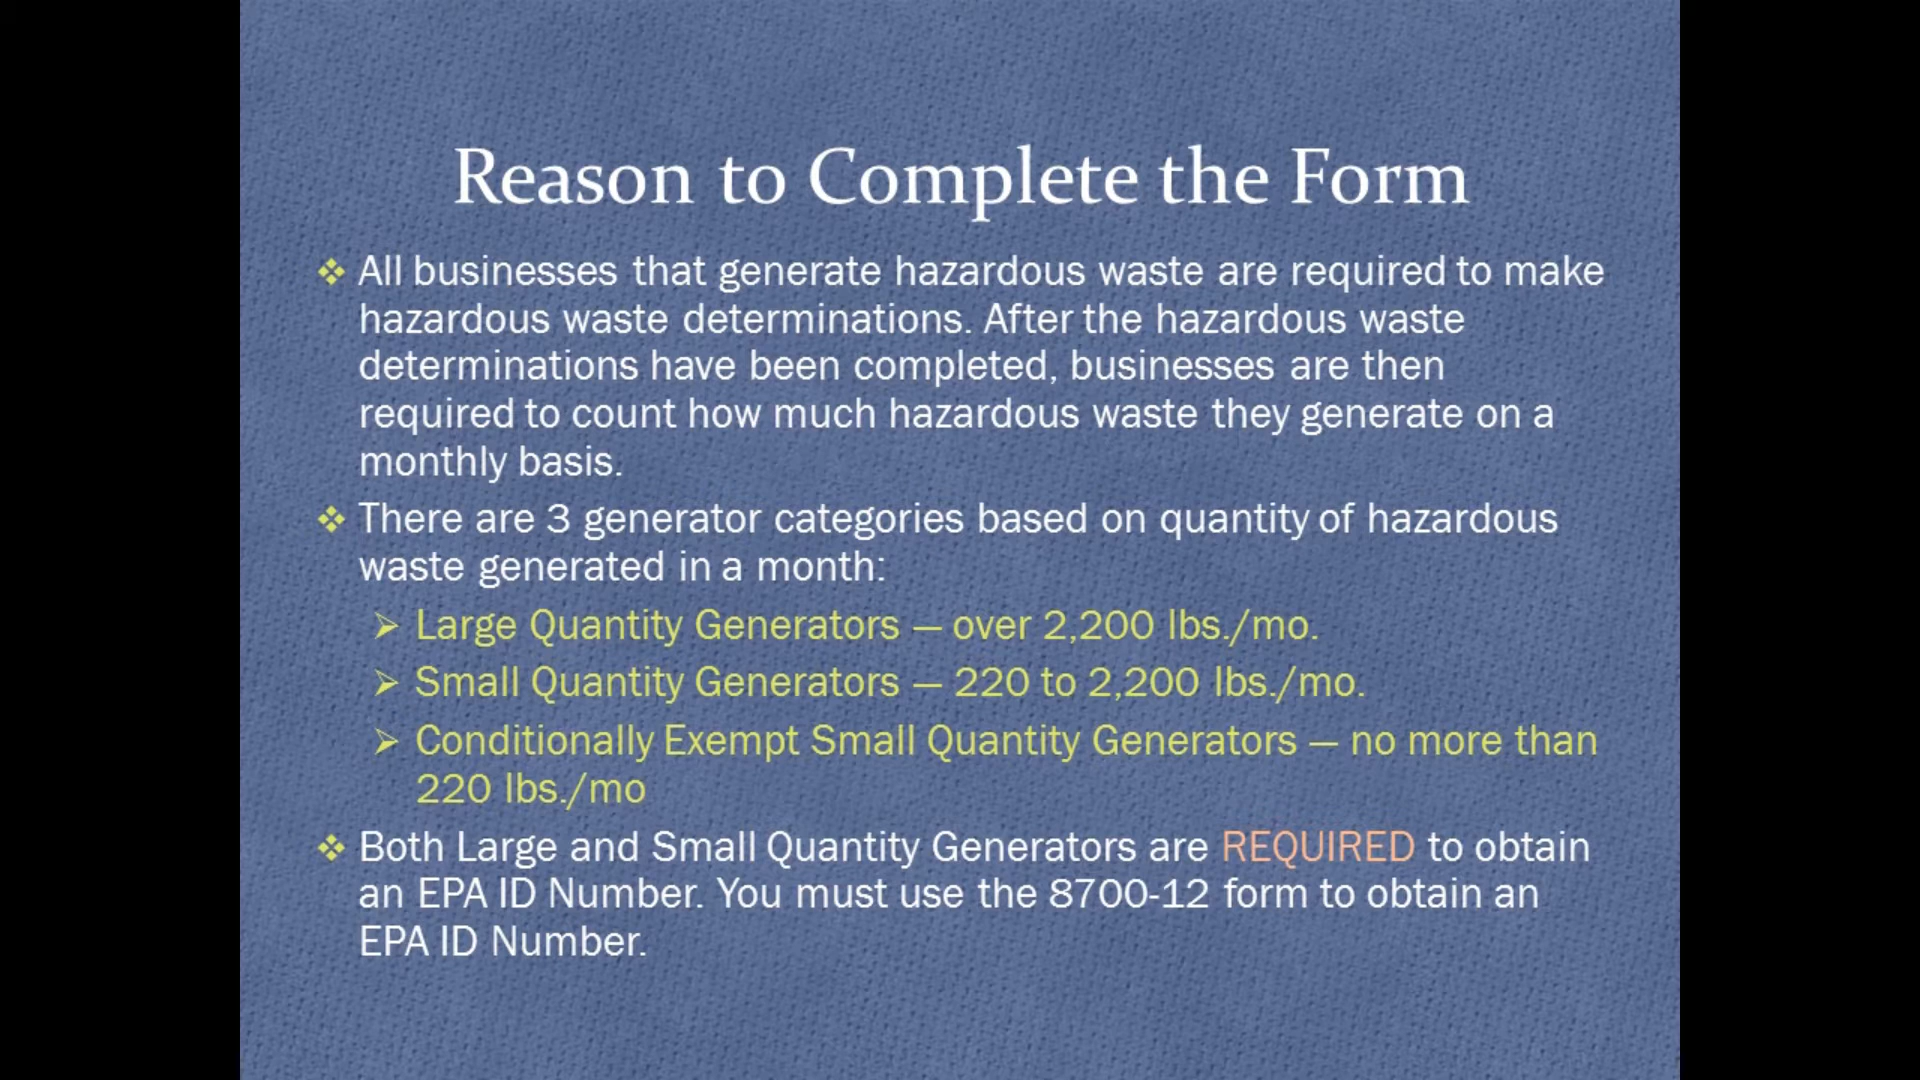 Reason to Complete the Form
All businesses that generate hazardous waste are required to make
hazardous waste determinations. After the hazardous waste
determinations have been completed, businesses are then
required to count how much hazardous waste they generate on a
monthly basis.
There are 3 generator categories based on quantity of hazardous
waste generated in a month:
Large Quantity Generators — over 2,200 lbs./mo.
Small Quantity Generators — 220 to 2,200 lbs./mo.
Conditionally Exempt Small Quantity Generators — no more than
220 lbs./mo
Both Large and Small Quantity Generators are REQUIRED to obtain
an EPA ID Number. You must use the 8700-12 form to obtain an
EPA ID Number.